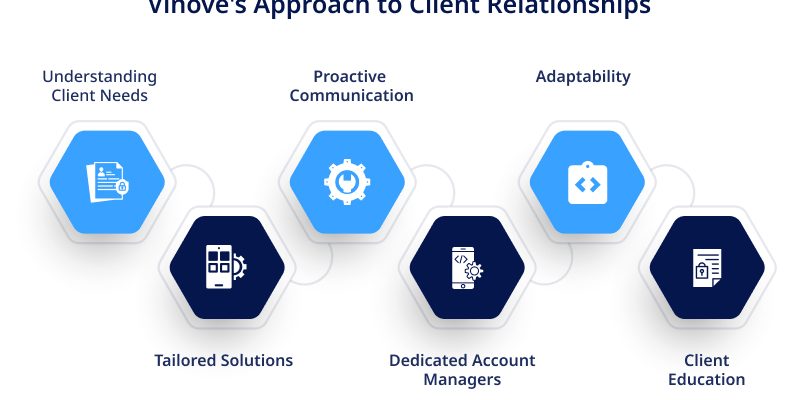 Vinove's Approach to Client Relationships
Understanding
Client Needs
Proactive
Communication
Adaptability
Tailored Solutions
Dedicated Account
Managers
Client
Education